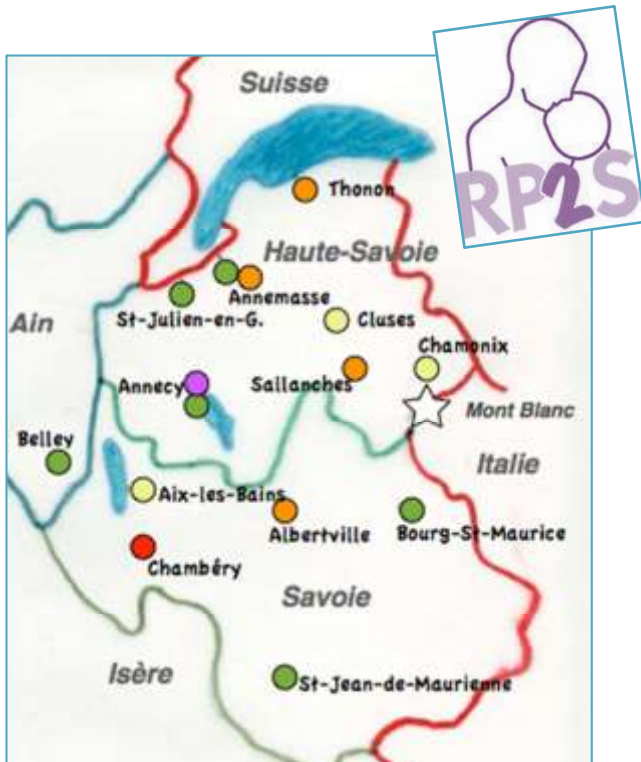 Suisse
RP2S
Thonon
Haute-Savoie
Annemasse
St-Julien-en-G.
Ain
Cluses
Chamonix
Annecy
Sallanches
Mont Blanc
Belley
Italie
Aix-les-Bains
Albertville
Bourg-St-Maurice
Chambéry
Savoie
Isère
St-Jean-de-Maurienne